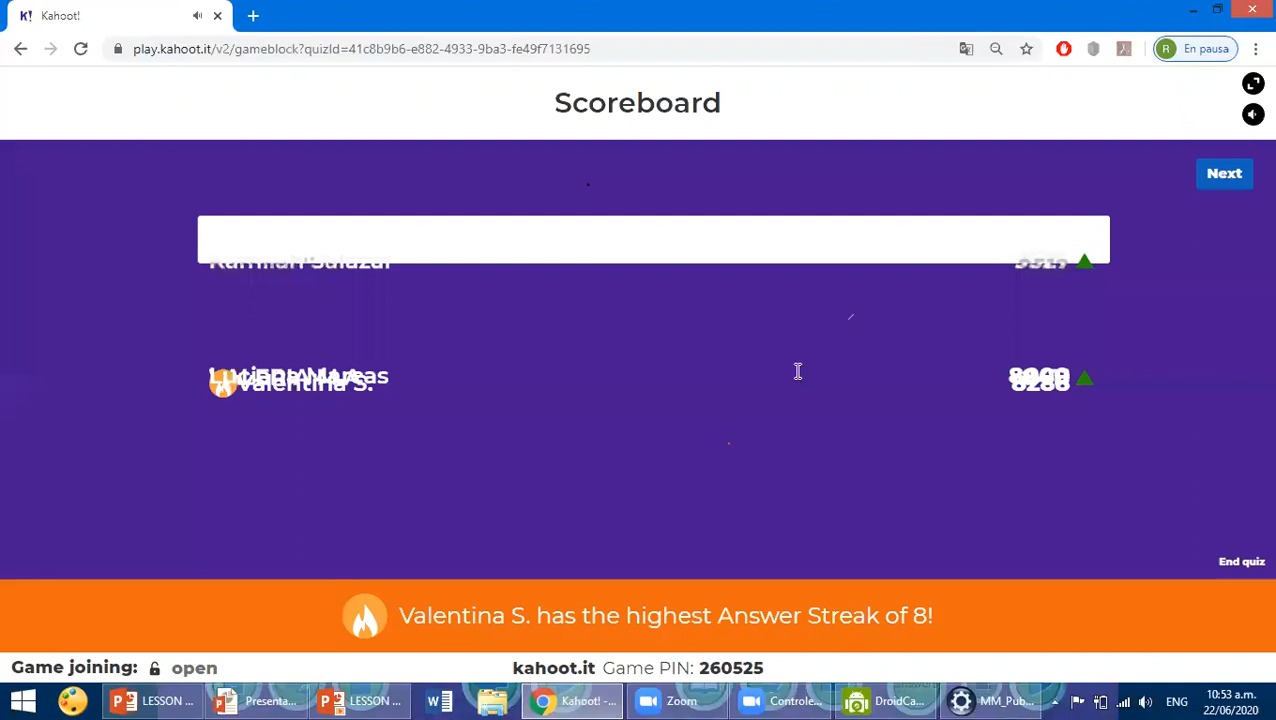 Kahoot!
play.kahoot.it/v2/gameblock?quizId=41c8b9b6-e882-4933-9ba3-fe49f7131695
R En pausa
Scoreboard
Next
Valentina S.
End quiz
Valentina S. has the highest Answer Streak of 8!
Game joining: open
kahoot.it Game PIN: 260525
LESSON ...
Presenta...
LESSON ...
Kahoot! -...
Zoom
Controle...
DroidCa...
MM_Pub...
ENG
10:53 a.m.
22/06/2020